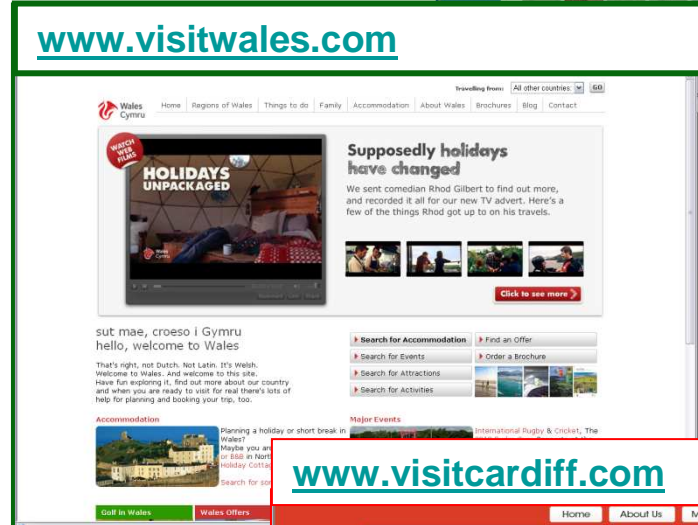 www.visitwales.com
Travelling from: All other countries: GO
Wales
Cymru
Home Regions of Wales Things to do Family Accommodation About Wales Brochures Blog Contact
WATCH
WEB
FILMS
HOLIDAYS
UNPACKAGED
Wales
Cymru
Supposedly holidays
have changed
We sent comedian Rhod Gilbert to find out more,
and recorded it all for our new TV advert. Here's a
few of the things Rhod got up to on his travels.
Click to see more
sut mae, croeso i Gymru
hello, welcome to Wales
That's right, not Dutch. Not Latin. It's Welsh.
Welcome to Wales. And welcome to this site.
Have fun exploring it, find out more about our country
and when you are ready to visit for real there's lots of
help for planning and booking your trip, too.
Search for Accommodation
Find an Offer
Search for Events
Order a Brochure
Search for Attractions
Search for Activities
Accommodation
Planning a holiday or short break in
Wales?
Maybe you
or B&B in
Holiday
Search for
Major Events
International Rugby & Cricket, The
Golf in Wales
Wales Offers
www.visitcardiff.com
Home About Us M